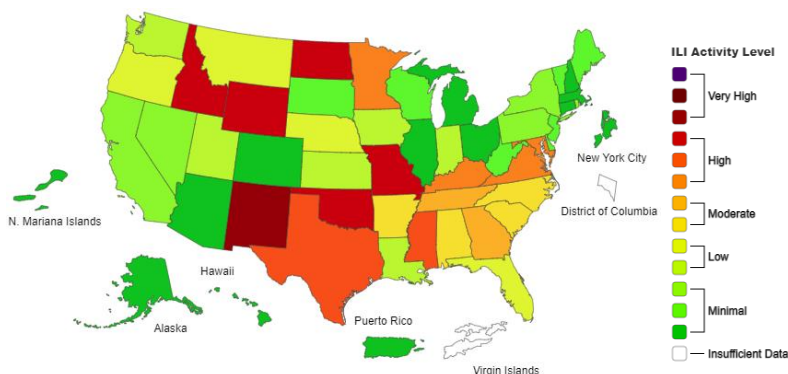 ILI Activity Level
Very High
High
Moderate
Low
Minimal
Insufficient Data
New York City
District of Columbia
N. Mariana Islands
Hawaii
Alaska
Puerto Rico
Virgin Islands